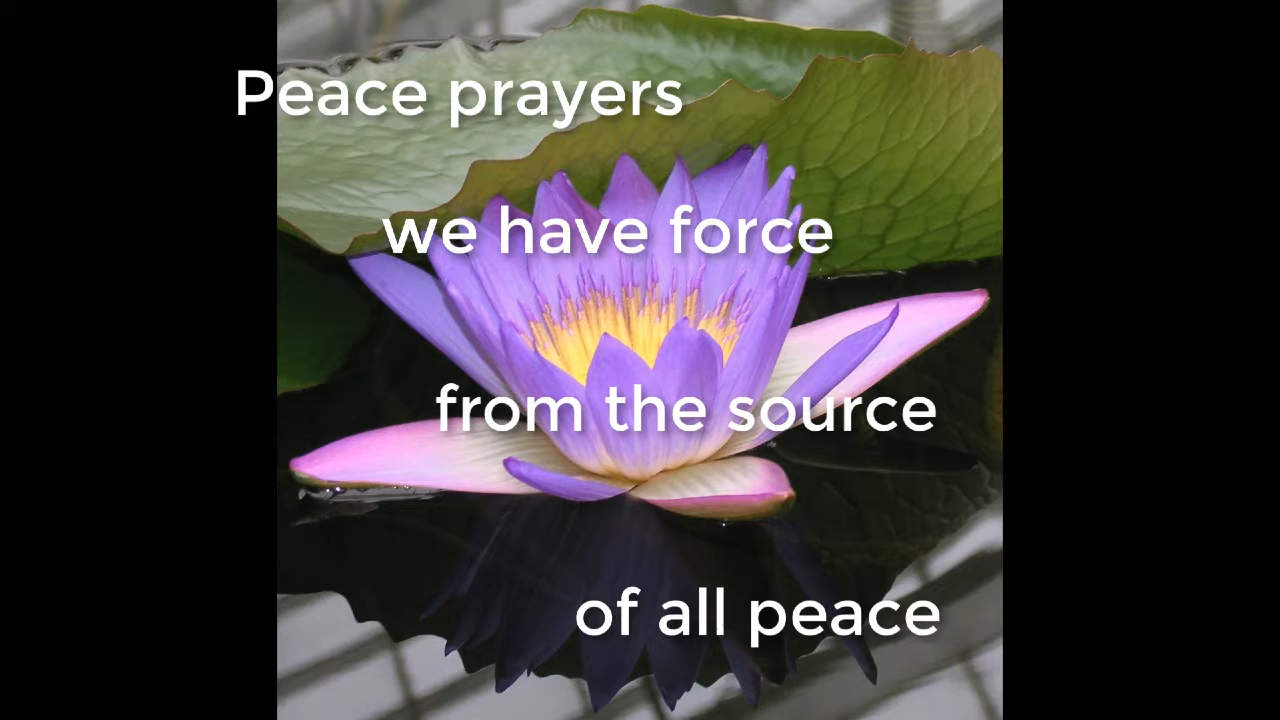 Peace prayers
we have force
from the source
of all peace